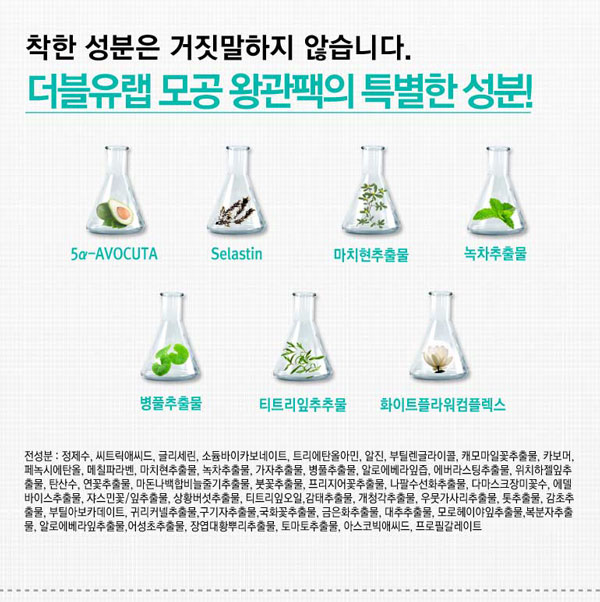 착한 성분은 거짓말하지 않습니다.
더블유랩 모공 왕관팩의 특별한 성분!
5α-AVOCUTA
Selastin
마치현추출물
녹차추출물
병풀추출물
티트리잎추추물
화이트플라워컴플렉스
전성분 : 정제수, 씨트릭애씨드, 글리세린, 소듐바이카보네이트, 트리에탄올아민, 알진, 부틸렌글라이콜, 캐모마일꽃추출물, 카보머,
페녹시에탄올, 메칠파라벤, 마치현추출물, 녹차추출물, 가자추출물, 병풀추출물, 알로에베라잎즙, 에버라스팅추출물, 위치하젤잎추
출물, 탄산수, 연꽃추출물, 마돈나백합비늘줄기추출물, 붓꽃추출물, 프리지어꽃추출물, 나팔수선화추출물, 다마스크장미꽃수, 에델
바이스추출물, 쟈스민꽃/잎추출물, 상황버섯추출물, 티트리잎오일,감태추출물, 개청각추출물, 우뭇가사리추출물, 톳추출물, 감초추
출물, 부틸아보카데이트, 귀리커넬추출물,구기자추출물,국화꽃추출물, 금은화추출물, 대추추출물, 모로헤이야잎추출물,복분자추출
물, 알로에베라잎추출물,어성초추출물, 장엽대황뿌리추출물, 토마토추출물, 아스코빅애씨드, 프로필갈레이트